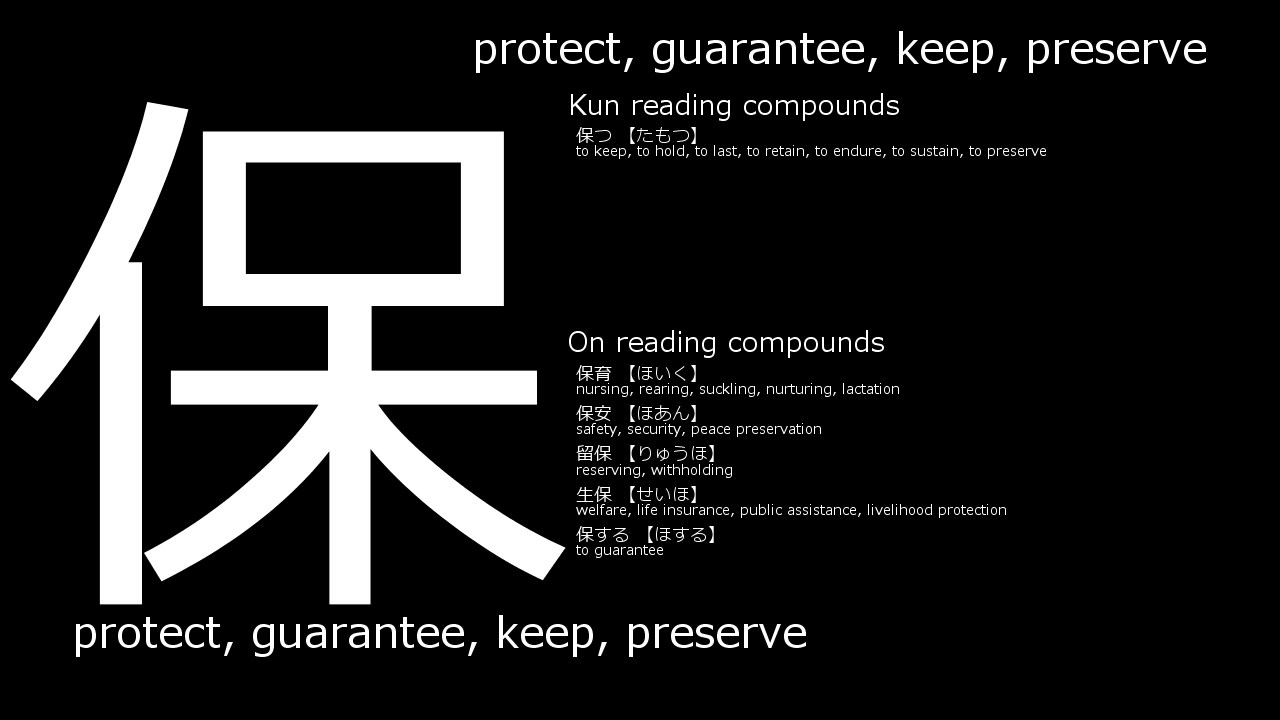 protect, guarantee, keep, preserve
保
Kun reading compounds
保つ 【たもつ】
to keep, to hold, to last, to retain, to endure, to sustain, to preserve
On reading compounds
保育 【ほいく】
nursing, rearing, suckling, nurturing, lactation
保安 【ほあん】
safety, security, peace preservation
留保 【りゅうほ】
reserving, withholding
生保 【せいほ】
welfare, life insurance, public assistance, livelihood protection
保する 【ほする】
to guarantee
protect, guarantee, keep, preserve